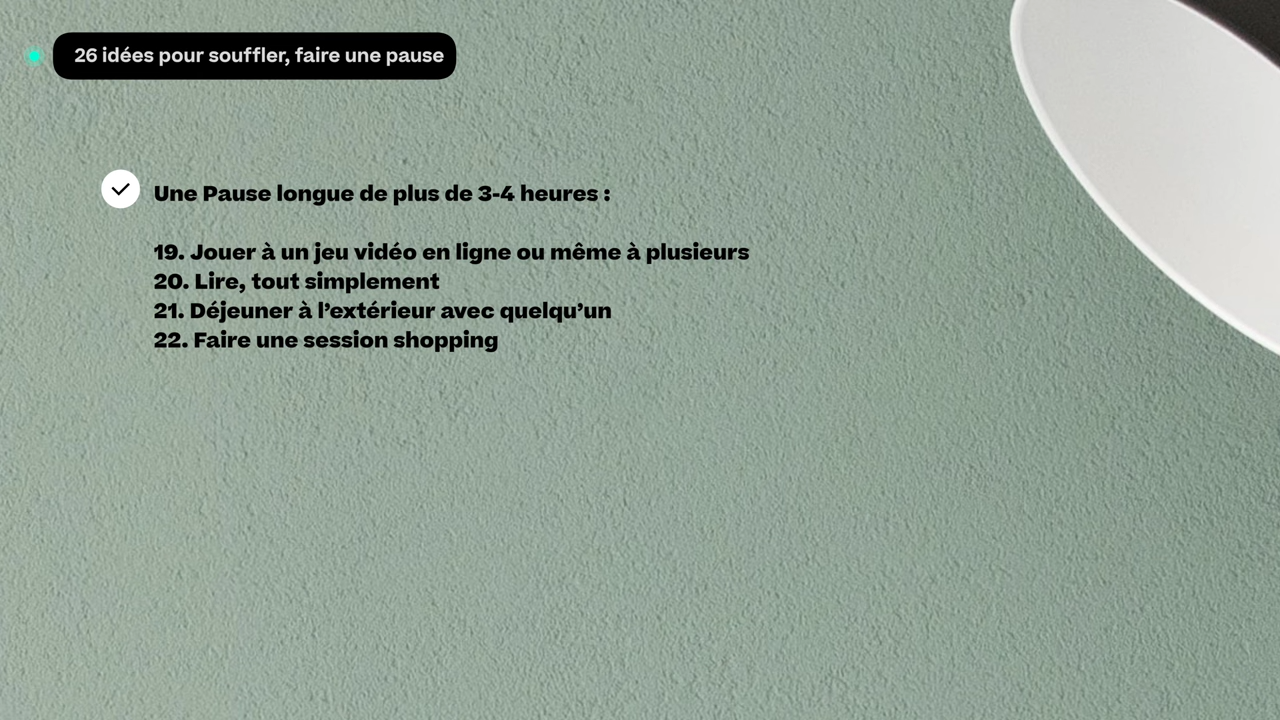 26 idées pour souffler, faire une pause
Une Pause longue de plus de 3-4 heures :
19. Jouer à un jeu vidéo en ligne ou même à plusieurs
20. Lire, tout simplement
21. Déjeuner à l’extérieur avec quelqu’un
22. Faire une session shopping